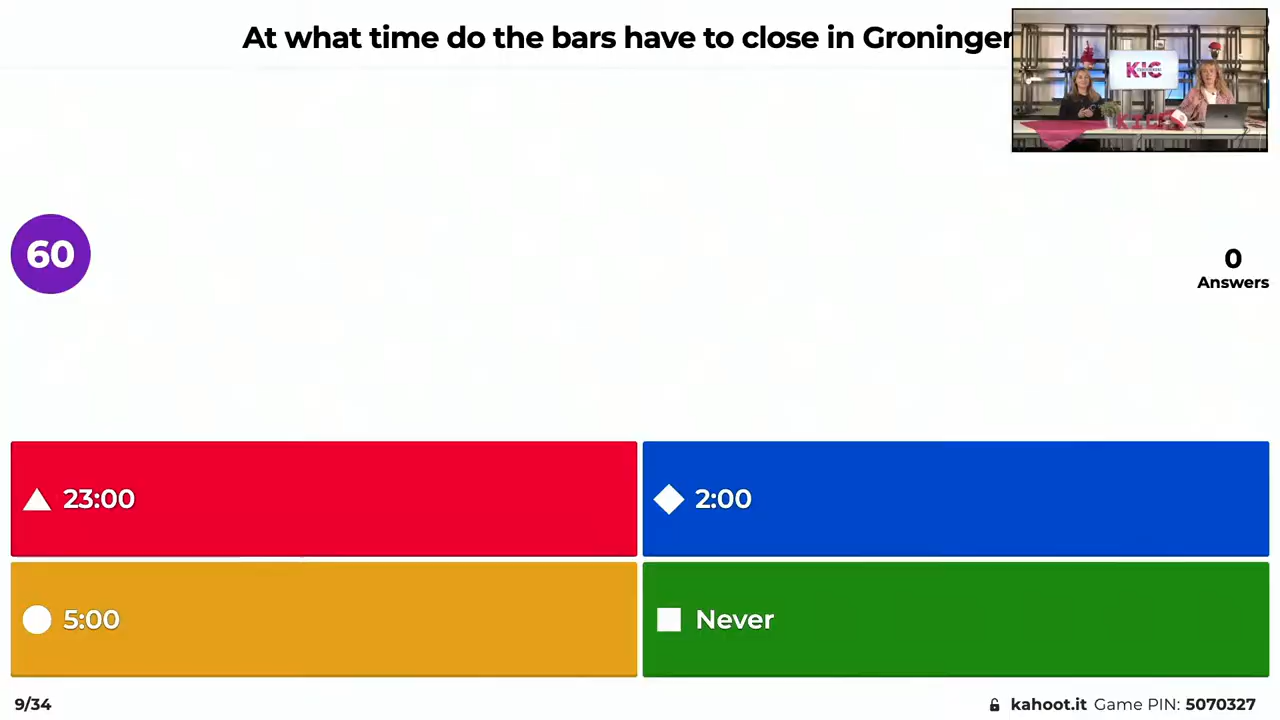 At what time do the bars have to close in Groningen
KIC
60
0
Answers
23:00
2:00
5:00
Never
9/34
kahoot.it Game PIN: 5070327